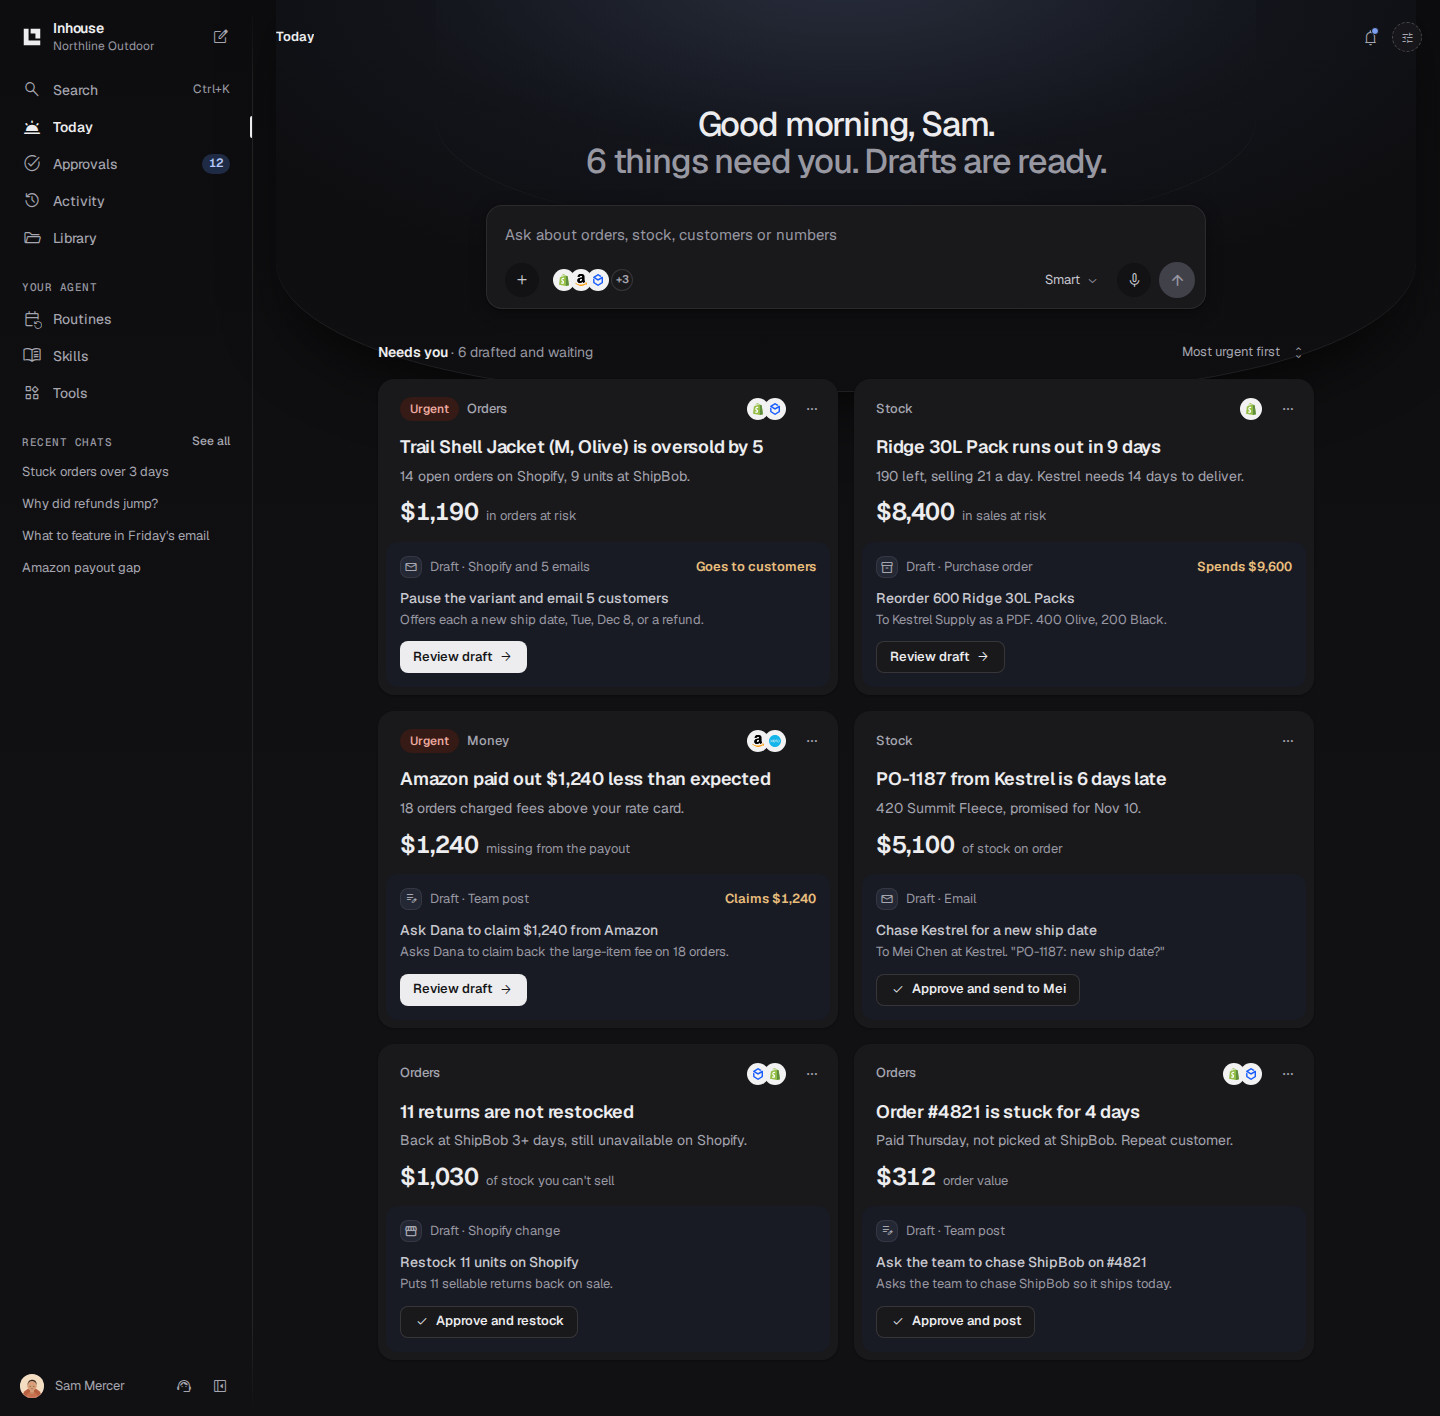 Inhouse
Northline Outdoor
Search Ctrl+K
Today
Approvals 12
Activity
Library
YOUR AGENT
Routines
Skills
Tools
RECENT CHATS See all
Stuck orders over 3 days
Why did refunds jump?
What to feature in Friday's email
Amazon payout gap
Sam Mercer
Today
Good morning, Sam.
6 things need you. Drafts are ready.
Ask about orders, stock, customers or numbers
+3
Smart
Needs you · 6 drafted and waiting
Most urgent first
Urgent Orders
Trail Shell Jacket (M, Olive) is oversold by 5
14 open orders on Shopify, 9 units at ShipBob.
$1,190 in orders at risk
Draft · Shopify and 5 emails Goes to customers
Pause the variant and email 5 customers
Offers each a new ship date, Tue, Dec 8, or a refund.
Review draft
Stock
Ridge 30L Pack runs out in 9 days
190 left, selling 21 a day. Kestrel needs 14 days to deliver.
$8,400 in sales at risk
Draft · Purchase order Spends $9,600
Reorder 600 Ridge 30L Packs
To Kestrel Supply as a PDF. 400 Olive, 200 Black.
Review draft
Urgent Money
Amazon paid out $1,240 less than expected
18 orders charged fees above your rate card.
$1,240 missing from the payout
Draft · Team post Claims $1,240
Ask Dana to claim $1,240 from Amazon
Asks Dana to claim back the large-item fee on 18 orders.
Review draft
Stock
PO-1187 from Kestrel is 6 days late
420 Summit Fleece, promised for Nov 10.
$5,100 of stock on order
Draft · Email
Chase Kestrel for a new ship date
To Mei Chen at Kestrel. "PO-1187: new ship date?"
Approve and send to Mei
Orders
11 returns are not restocked
Back at ShipBob 3+ days, still unavailable on Shopify.
$1,030 of stock you can't sell
Draft · Shopify change
Restock 11 units on Shopify
Puts 11 sellable returns back on sale.
Approve and restock
Orders
Order #4821 is stuck for 4 days
Paid Thursday, not picked at ShipBob. Repeat customer.
$312 order value
Draft · Team post
Ask the team to chase ShipBob on #4821
Asks the team to chase ShipBob so it ships today.
Approve and post